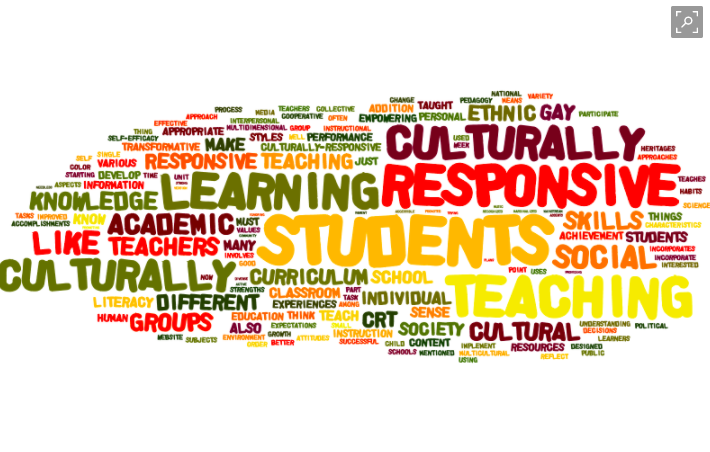 NATIONAL
CHANGE PEDAGOGY MEANS VARIETY
PROCESS MEDIA TEACHERS COLLECTIVE ADDITION TAUGHT ETHNIC GAY PARTICIPATE
APPROACH INTERPERSONAL COOPERATIVE OFTEN EMPOWERING PERSONAL
EFFECTIVE MULTIDIMENSIONAL GROUP INSTRUCTIONAL
THING APPROPRIATE STYLES WELL PERFORMANCE CULTURALLY USED
SELF-EFFICACY WEEK
TRANSFORMATIVE MAKE CULTURALLY-RESPONSIVE HERITAGES
SELF SINGLE VARIOUS RESPONSIVE TEACHING JUST APPROACHES
COLOR
STARTING DEVELOP TIME UNIT LEARNING RESPONSIVE TEACHES
ASPECTS INFORMATION HABITS
KNOWLEDGE SCIENCE
TASKS IMPROVED KNOW ACADEMIC MUST STUDENTS SKILLS THINGS
ACCOMPLISHMENTS VALUES CHARACTERISTICS
LIKE TEACHERS MANY ACHIEVEMENT STUDENTS
INVOLVES SOCIAL INCORPORATES
GOOD INCORPORATE
CULTURALLY NOW CURRICULUM SCHOOL POINT USES INTERESTED
STRENGTHS CLASSROOM PART TEACHING
LITERACY DIFFERENT EXPERIENCES TASK AMONG INDIVIDUAL
HUMAN GROUPS EDUCATION THINK TEACH CRT SENSE
ALSO EXPECTATIONS SMALL SOCIETY CULTURAL UNDERSTANDING POLITICAL
WEBSITE SUBJECTS ENVIRONMENT GROWTH INSTRUCTION DECISIONS
ORDER BETTER ATTITUDES SUCCESSFUL CHILD CONTENT IMPLEMENT RESOURCES DESIGNED LEARNERS
SCHOOLS MENTIONED MULTICULTURAL REFLECT PUBLIC
USING